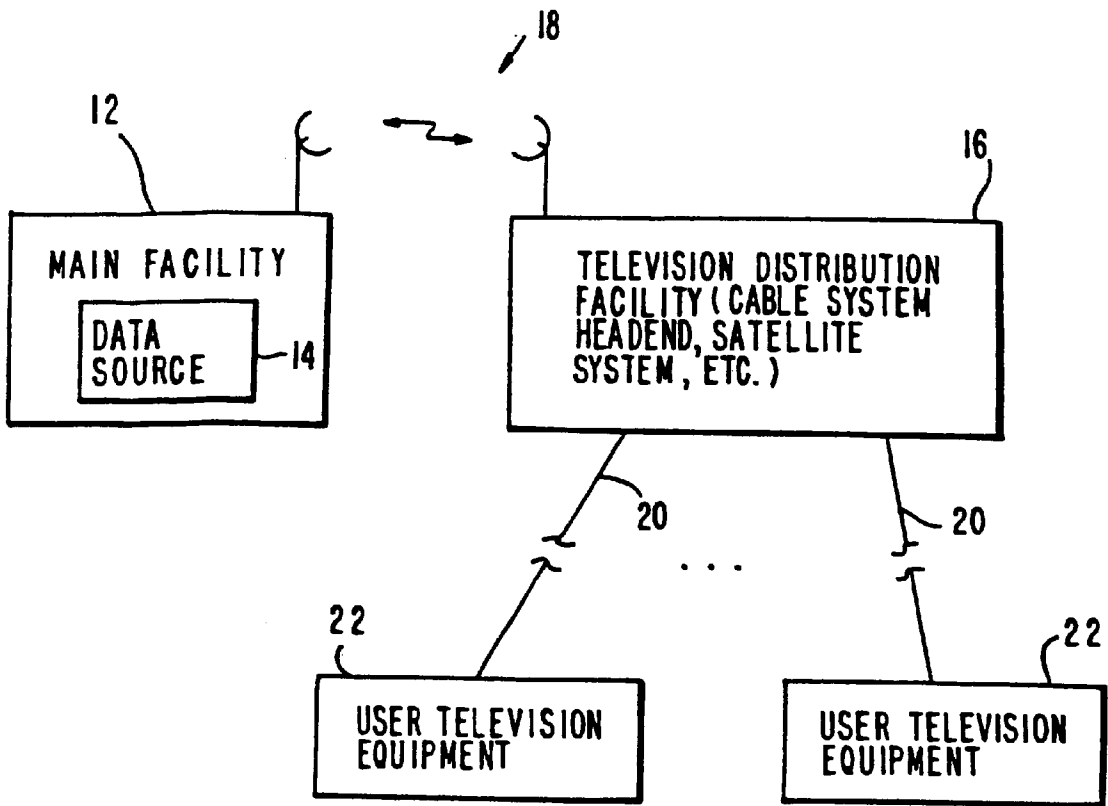 18
12
16
MAIN FACILITY
DATA
SOURCE
14
TELEVISION DISTRIBUTION
FACILITY (CABLE SYSTEM
HEADEND, SATELLITE
SYSTEM, ETC.)
20
20
. . .
22
22
USER TELEVISION
EQUIPMENT
USER TELEVISION
EQUIPMENT